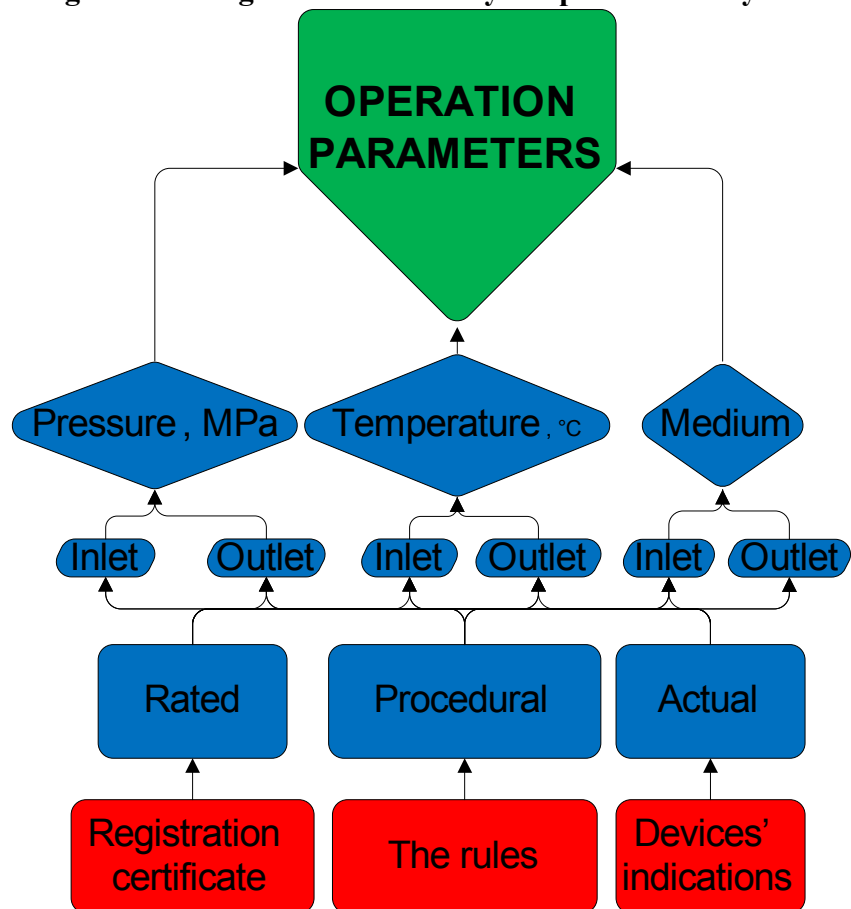 OPERATION
PARAMETERS
Pressure , MPa
Temperature , °C
Medium
Inlet
Outlet
Inlet
Outlet
Inlet
Outlet
Rated
Procedural
Actual
Registration
certificate
The rules
Devices’
indications